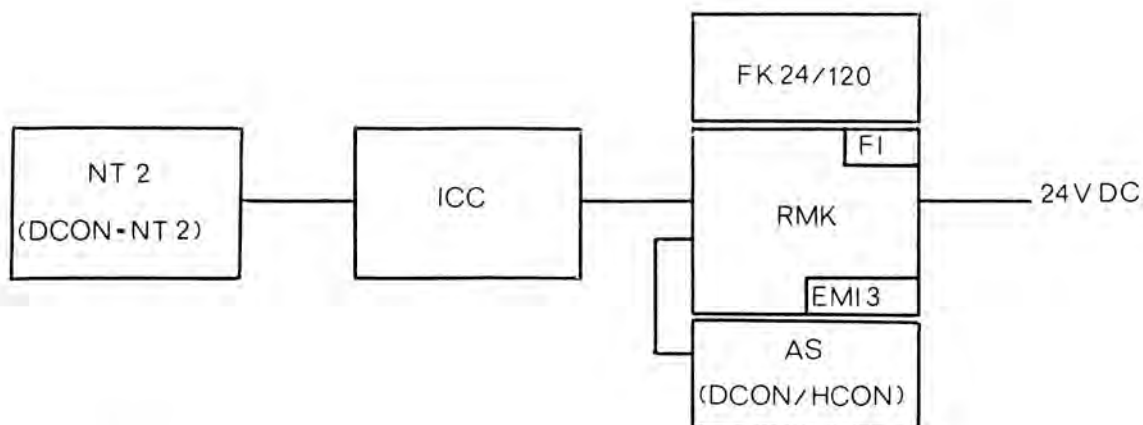 FK 24/120
FI
NT 2
(DCON-NT 2)
ICC
RMK
24V DC
EMI 3
AS
(DCON/HCON)